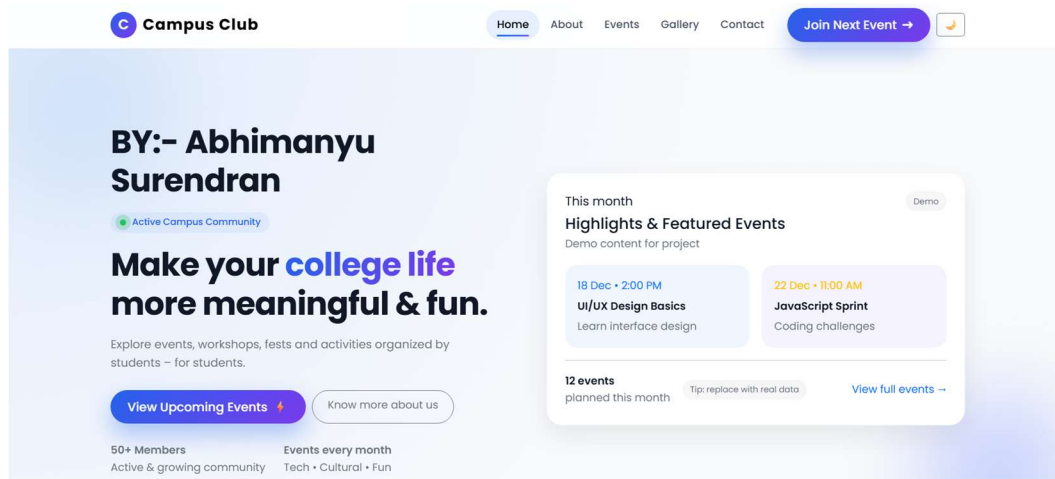 C Campus Club
Home About Events Gallery Contact Join Next Event →
BY:- Abhimanyu
Surendran
Active Campus Community
Make your college life
more meaningful & fun.
Explore events, workshops, fests and activities organized by
students – for students.
View Upcoming Events
Know more about us
50+ Members
Active & growing community
Events every month
Tech • Cultural • Fun
This month
Demo
Highlights & Featured Events
Demo content for project
18 Dec • 2:00 PM
UI/UX Design Basics
Learn interface design
22 Dec • 11:00 AM
JavaScript Sprint
Coding challenges
12 events
planned this month
Tip: replace with real data
View full events →